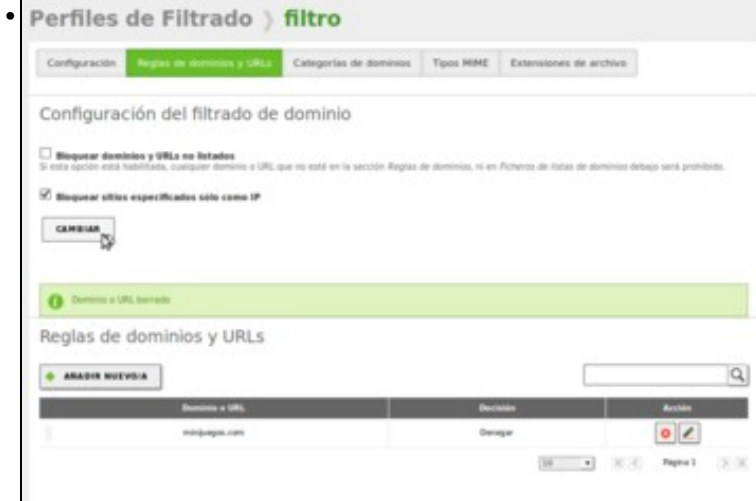 Perfiles de Filtrado 〉 filtro
Configuración Reglas de dominios y URLs Categorías de dominios Tipos MIME Extensiones de archivo
Configuración del filtrado de dominio
Bloquear dominios y URLs no listados
Si esta opción está habilitada, cualquier dominio o URL que no esté en la sección Reglas de dominios, ni en Ficheros de listas de dominios debajo será prohibido.
Bloquear sitios especificados sólo como IP
CAMBIAR
Dominio o URL borrado
Reglas de dominios y URLs
AÑADIR NUEVO/A
Dominio o URL Decisión Acción
minijuegos.com Denegar
10 Página 1